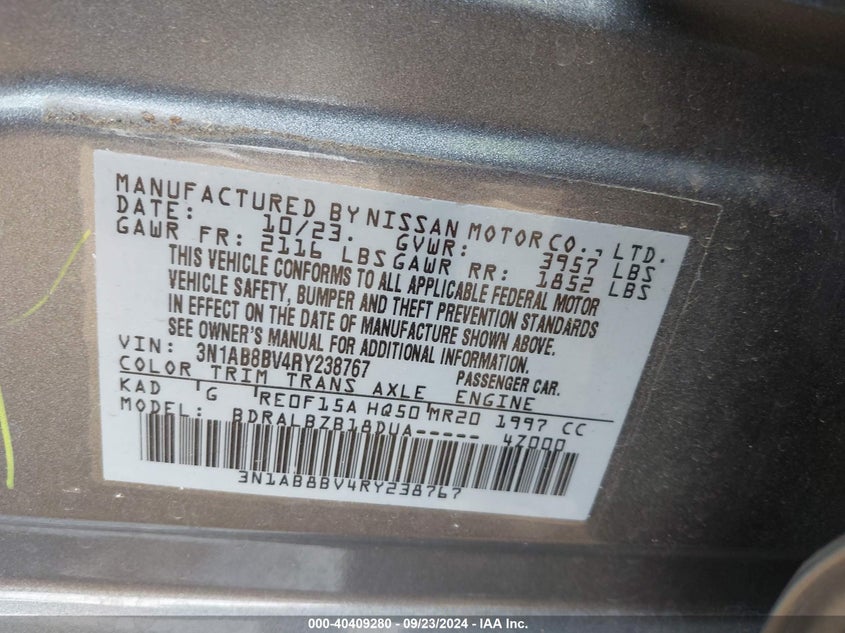 MANUFACTURED BY NISSAN MOTOR CO., LTD.
DATE: 10/23. GVWR: 3957 LBS
GAWR FR: 2116 LBS GAWR RR: 1852 LBS
THIS VEHICLE CONFORMS TO ALL APPLICABLE FEDERAL MOTOR
VEHICLE SAFETY, BUMPER AND THEFT PREVENTION STANDARDS
IN EFFECT ON THE DATE OF MANUFACTURE SHOWN ABOVE.
SEE OWNER'S MANUAL FOR ADDITIONAL INFORMATION.
VIN: 3N1AB8BV4RY238767 PASSENGER CAR.
COLOR TRIM TRANS AXLE ENGINE
KAD G RE0F15A HQ50 MR20 1997 CC
MODEL: BDRALBZB18DUA----- 4Z000
3N1AB8BV4RY238767
000-40409280 - 09/23/2024 - IAA Inc.